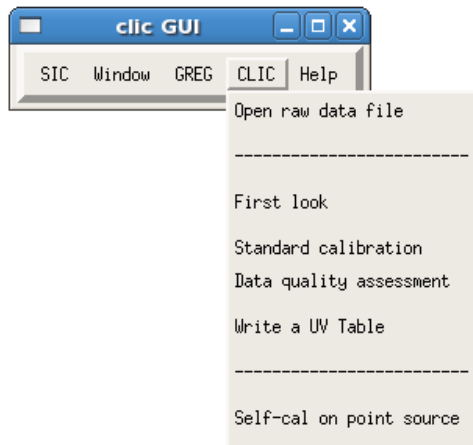 clic GUI
SIC Window GREG CLIC Help
Open raw data file
--------------------------
First look
Standard calibration
Data quality assessment
Write a UV Table
--------------------------
Self-cal on point source